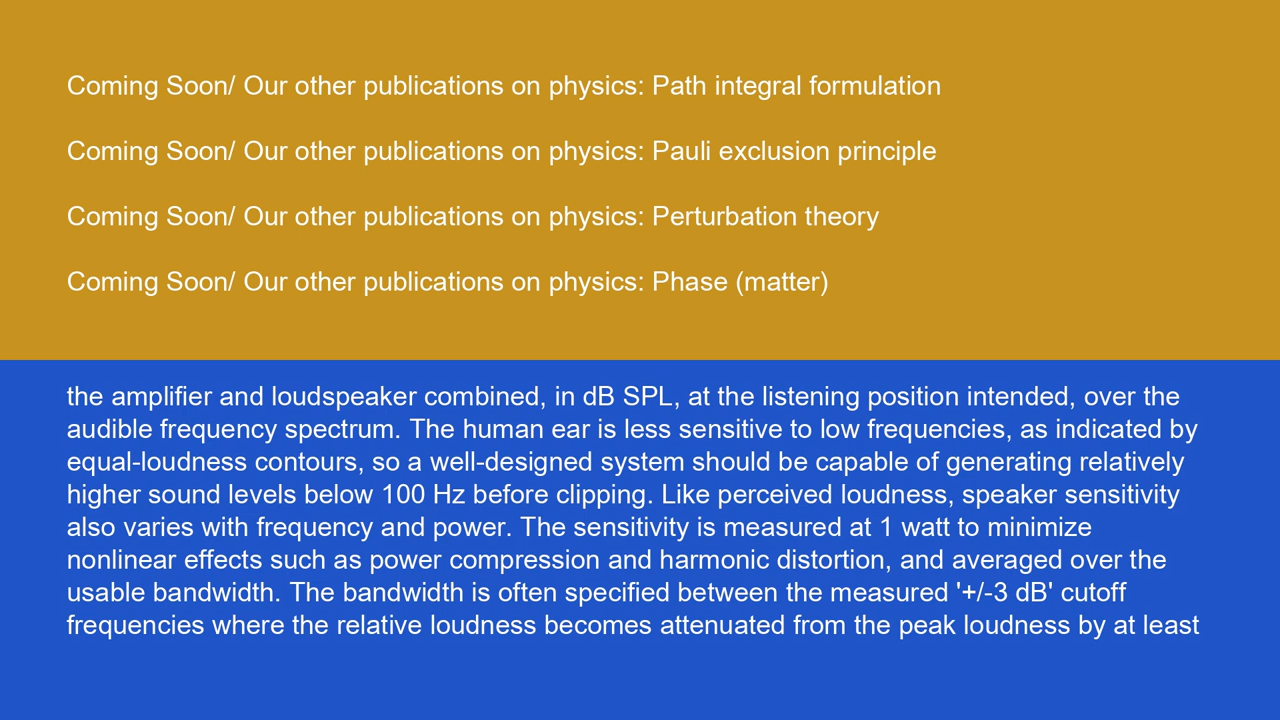 Coming Soon/ Our other publications on physics: Path integral formulation
Coming Soon/ Our other publications on physics: Pauli exclusion principle
Coming Soon/ Our other publications on physics: Perturbation theory
Coming Soon/ Our other publications on physics: Phase (matter)
the amplifier and loudspeaker combined, in dB SPL, at the listening position intended, over the
audible frequency spectrum. The human ear is less sensitive to low frequencies, as indicated by
equal-loudness contours, so a well-designed system should be capable of generating relatively
higher sound levels below 100 Hz before clipping. Like perceived loudness, speaker sensitivity
also varies with frequency and power. The sensitivity is measured at 1 watt to minimize
nonlinear effects such as power compression and harmonic distortion, and averaged over the
usable bandwidth. The bandwidth is often specified between the measured '+/-3 dB' cutoff
frequencies where the relative loudness becomes attenuated from the peak loudness by at least